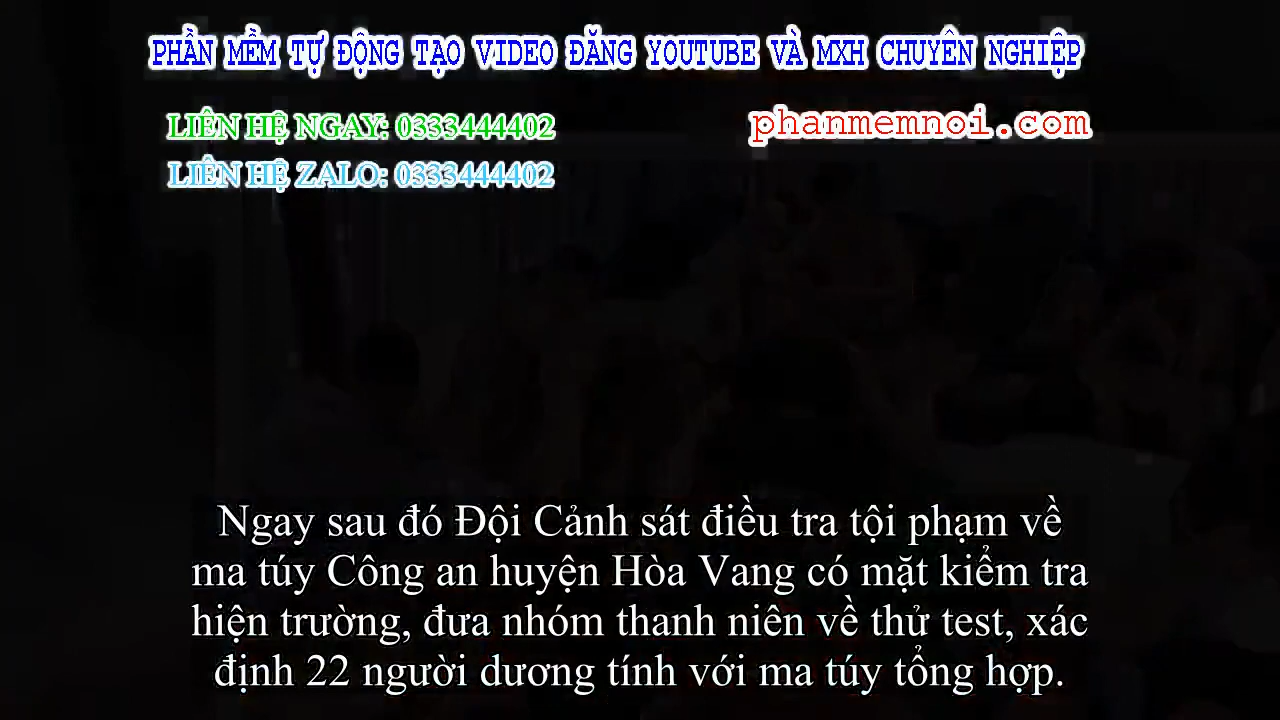 PHẦN MỀM TỰ ĐỘNG TẠO VIDEO ĐĂNG YOUTUBE VÀ MXH CHUYÊN NGHIỆP
LIÊN HỆ NGAY: 0333444402
phanmemnoi.com
LIÊN HỆ ZALO: 0333444402
Ngay sau đó Đội Cảnh sát điều tra tội phạm về
ma túy Công an huyện Hòa Vang có mặt kiểm tra
hiện trường, đưa nhóm thanh niên về thử test, xác
định 22 người dương tính với ma túy tổng hợp.